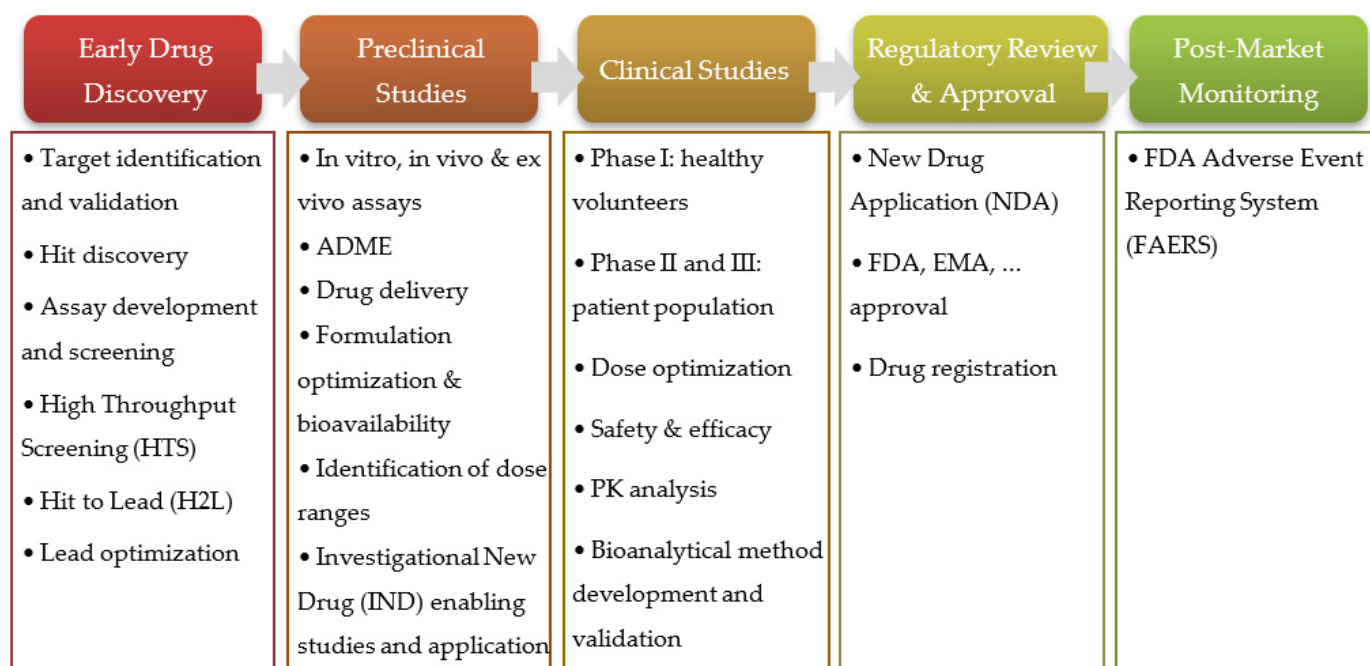 Early Drug
Discovery
Preclinical
Studies
Clinical Studies
Regulatory Review
& Approval
Post-Market
Monitoring
• Target identification
and validation
• Hit discovery
• Assay development
and screening
• High Throughput
Screening (HTS)
• Hit to Lead (H2L)
• Lead optimization
• In vitro, in vivo & ex
vivo assays
• ADME
• Drug delivery
• Formulation
optimization &
bioavailability
• Identification of dose
ranges
• Investigational New
Drug (IND) enabling
studies and application
• Phase I: healthy
volunteers
• Phase II and III:
patient population
• Dose optimization
• Safety & efficacy
• PK analysis
• Bioanalytical method
development and
validation
• New Drug
Application (NDA)
• FDA, EMA, ...
approval
• Drug registration
• FDA Adverse Event
Reporting System
(FAERS)